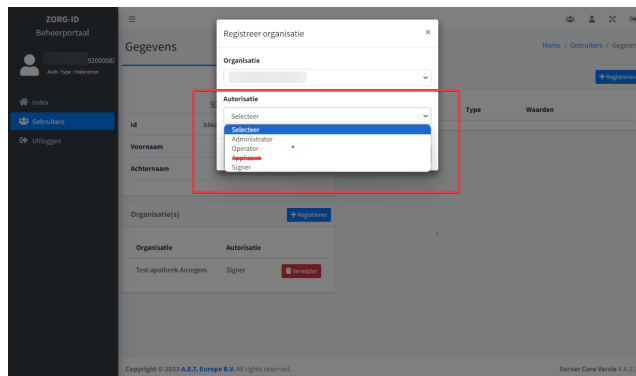 ZORG-ID
Beheerportaal
9200008
Auth. Type : Federation
Index
Gebruikers
Uitloggen
Gegevens
Home / Gebruikers / Gegeven
Registreer organisatie
×
Organisatie
Autorisatie
Selecteer
Selecteer
Administrator
Operator
Applicant
Signer
+ Registreren
Type
Waarden
Id
Voornaam
Achternaam
Organisatie(s)
+ Registreren
Organisatie
Autorisatie
Test-apotheek Anzegem
Signer
Verwijder
Copyright © 2023 A.E.T. Europe B.V. All rights reserved.
Server Core Versie 4.4.2.